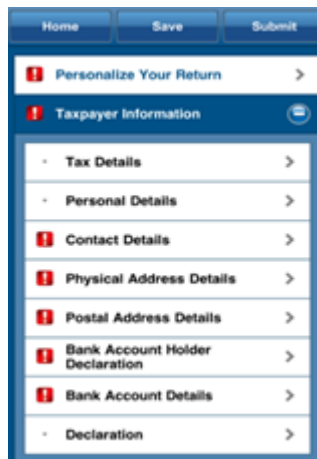 Home Save Submit
Personalize Your Return
Taxpayer Information
Tax Details
Personal Details
Contact Details
Physical Address Details
Postal Address Details
Bank Account Holder
Declaration
Bank Account Details
Declaration